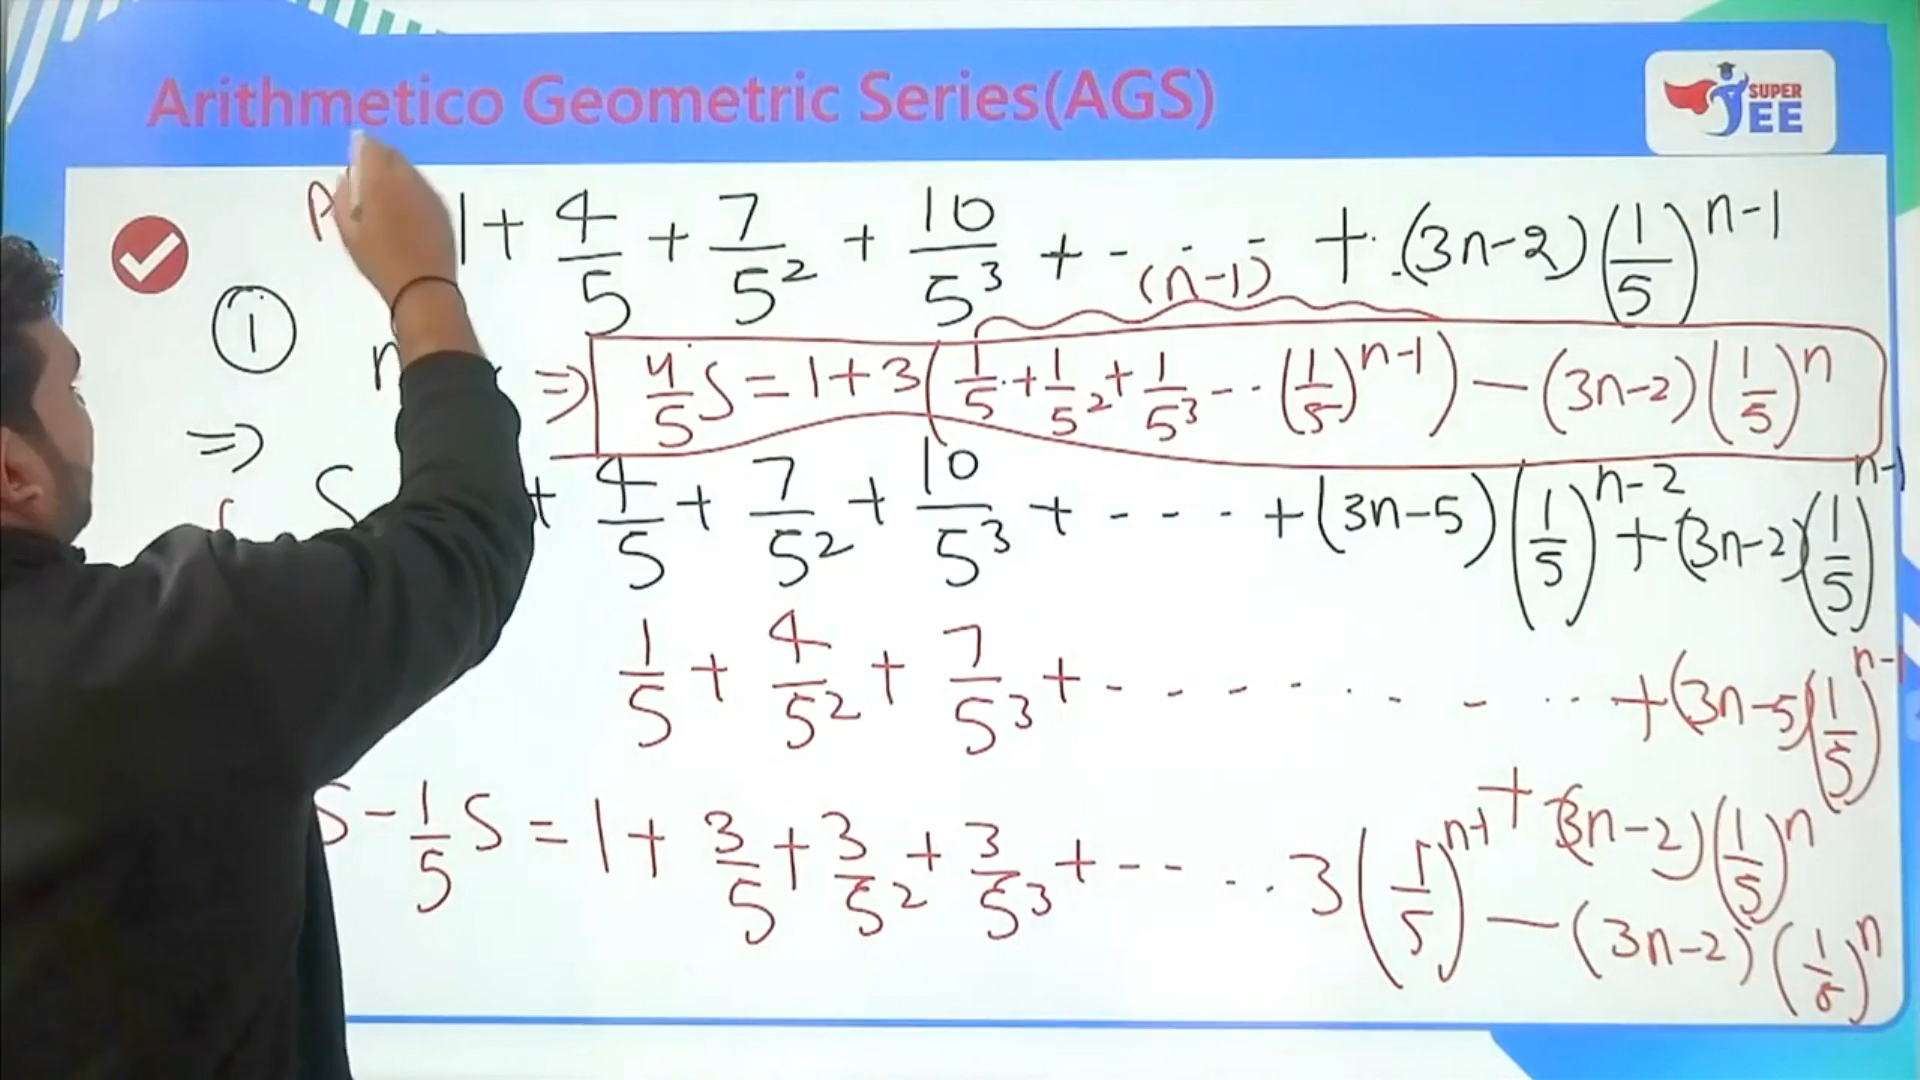 Arithmetico Geometric Series(AGS)
SUPER
JEE
1 + 4/5 + 7/5² + 10/5³ + - - - - + (3n-2)(1/5)^(n-1)
(n-1)
①
n
⇒ 4/5 S = 1 + 3(1/5 + 1/5² + 1/5³ - - - (1/5)^(n-1)) - (3n-2)(1/5)^n
⇒
S + 4/5 + 7/5² + 10/5³ + - - - - + (3n-5)(1/5)^(n-2) + (3n-2)(1/5)^(n-1)
1/5 + 4/5² + 7/5³ + - - - - - - - - + (3n-5)(1/5)^(n-1)
+ (3n-2)(1/5)^n
S - 1/5 S = 1 + 3/5 + 3/5² + 3/5³ + - - - - - 3(1/5)^(n-1) - (3n-2)(1/5)^n